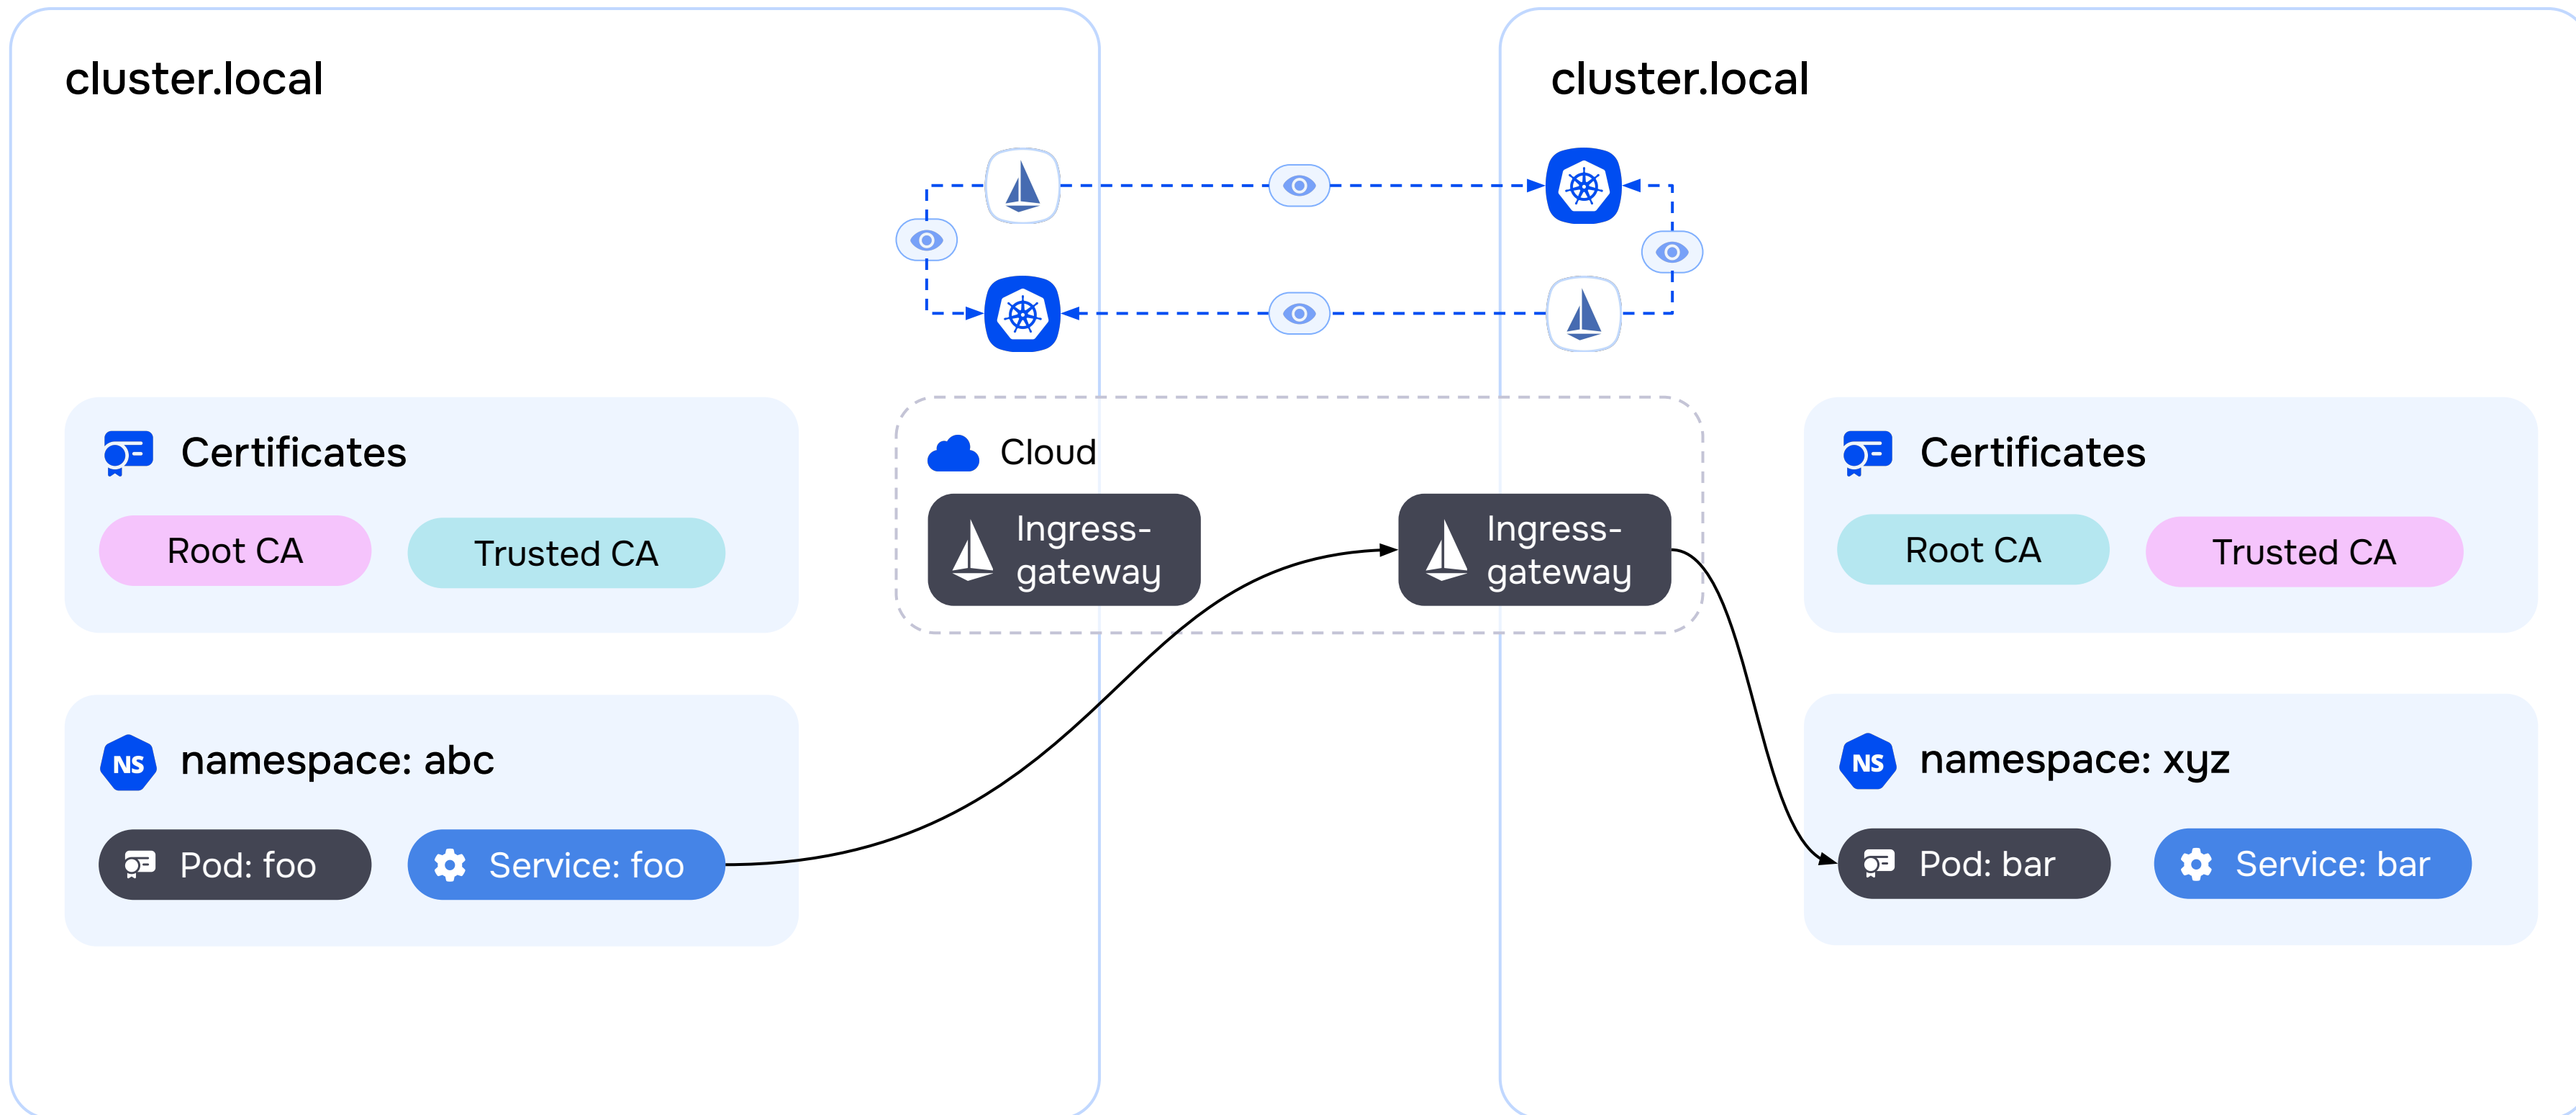 cluster.local
cluster.local
Certificates
Root CA
Trusted CA
Cloud
Ingress-
gateway
Ingress-
gateway
Certificates
Root CA
Trusted CA
NS
namespace: abc
Pod: foo
Service: foo
NS
namespace: xyz
Pod: bar
Service: bar